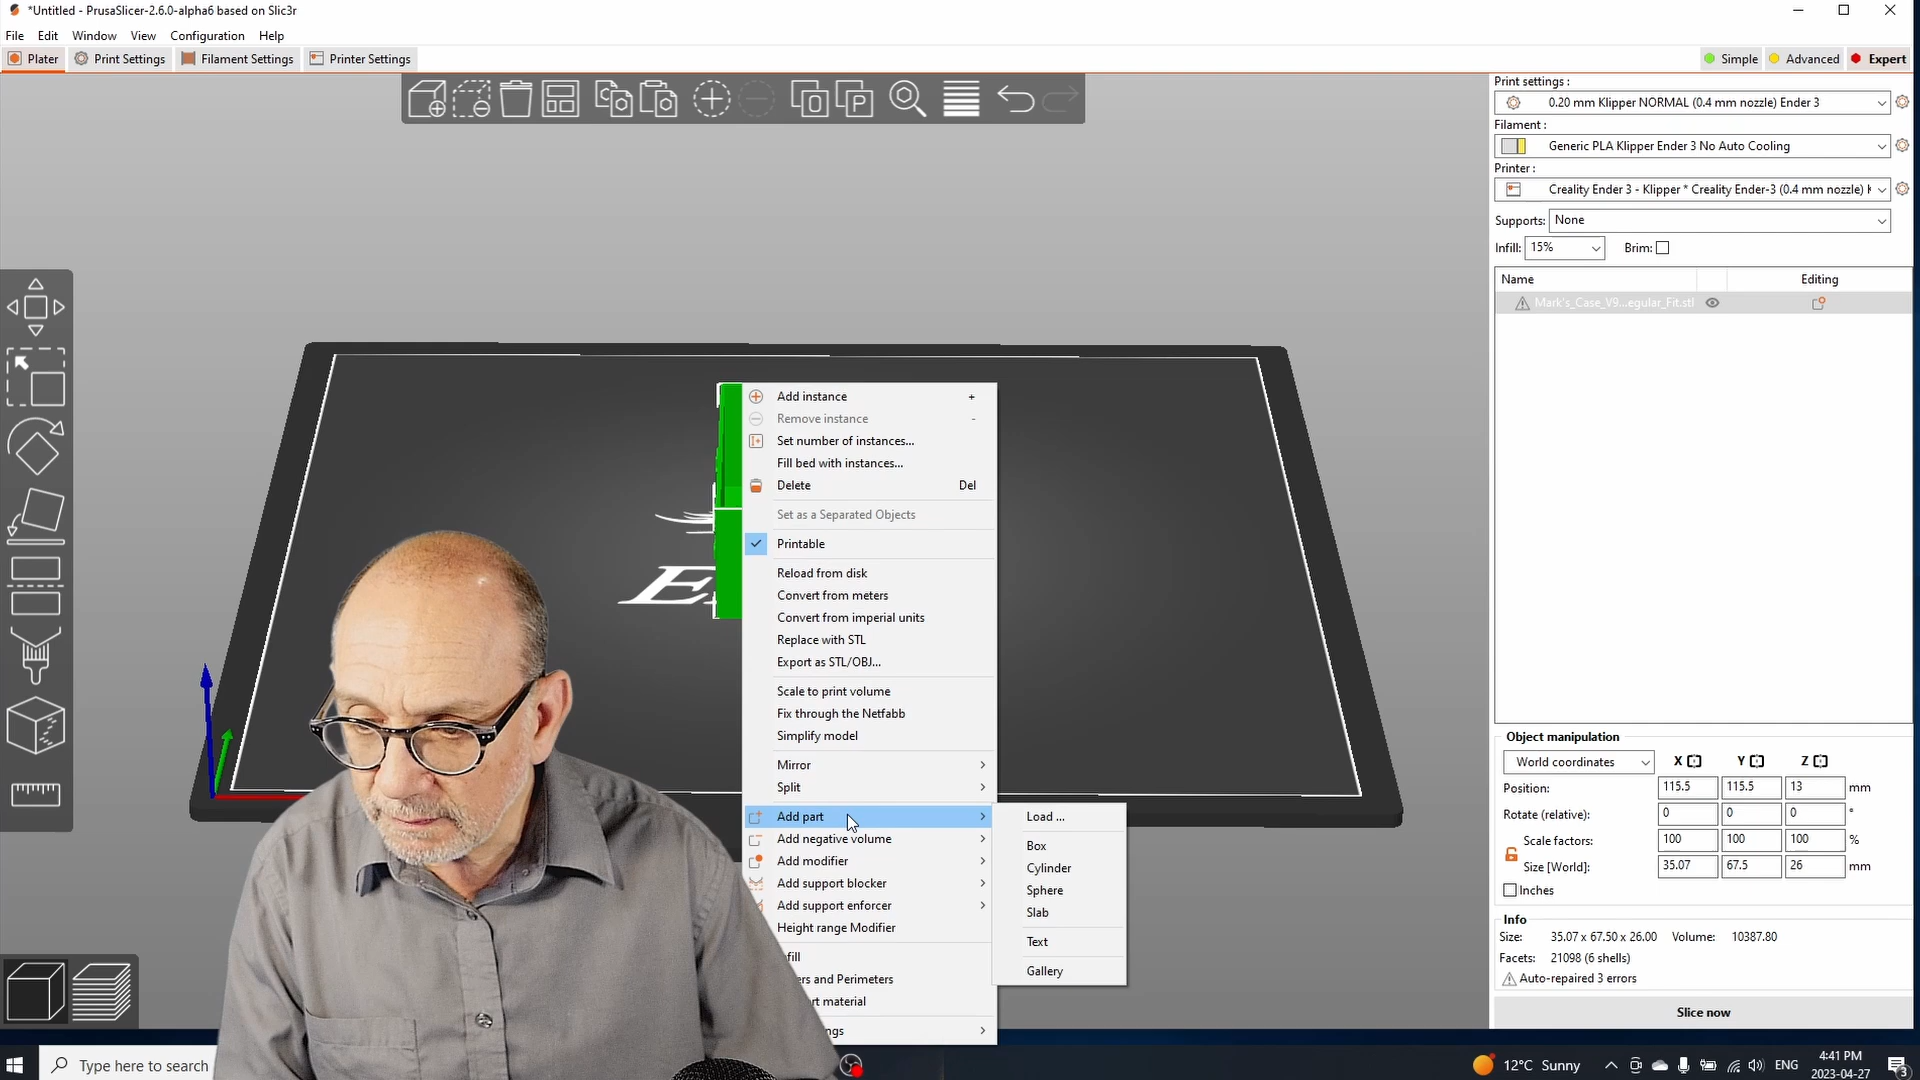 *Untitled - PrusaSlicer-2.6.0-alpha6 based on Slic3r
File Edit Window View Configuration Help
Plater Print Settings Filament Settings Printer Settings Simple Advanced Expert
Print settings :
0.20 mm Klipper NORMAL (0.4 mm nozzle) Ender 3
Filament :
Generic PLA Klipper Ender 3 No Auto Cooling
Printer :
Creality Ender 3 - Klipper * Creality Ender-3 (0.4 mm nozzle)
Supports: None
Infill: 15% Brim:
Name Editing
Mark's_Case_V9...egular_Fit.stl
Add instance +
Remove instance -
Set number of instances...
Fill bed with instances...
Delete Del
Set as a Separated Objects
Printable
Reload from disk
Convert from meters
Convert from imperial units
Replace with STL
Export as STL/OBJ...
Scale to print volume
Fix through the Netfabb
Simplify model
Mirror
Split
Add part
Add negative volume
Add modifier
Add support blocker
Add support enforcer
Height range Modifier
Load ...
Box
Cylinder
Sphere
Slab
Text
Gallery
and Perimeters
material
Object manipulation
World coordinates X Y Z
Position: 115.5 115.5 13 mm
Rotate (relative): 0 0 0 °
Scale factors: 100 100 100 %
Size [World]: 35.07 67.5 26 mm
Inches
Info
Size: 35.07 x 67.50 x 26.00 Volume: 10387.80
Facets: 21098 (6 shells)
Auto-repaired 3 errors
Slice now
Type here to search
12°C Sunny ENG 4:41 PM
2023-04-27
3